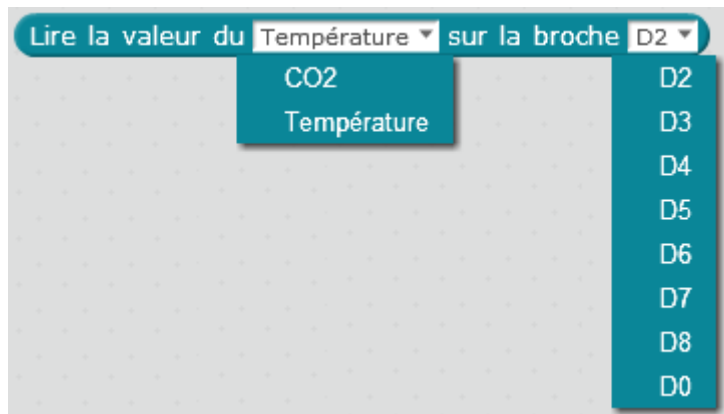 Lire la valeur du Température sur la broche D2
CO2
Température
D2
D3
D4
D5
D6
D7
D8
D0